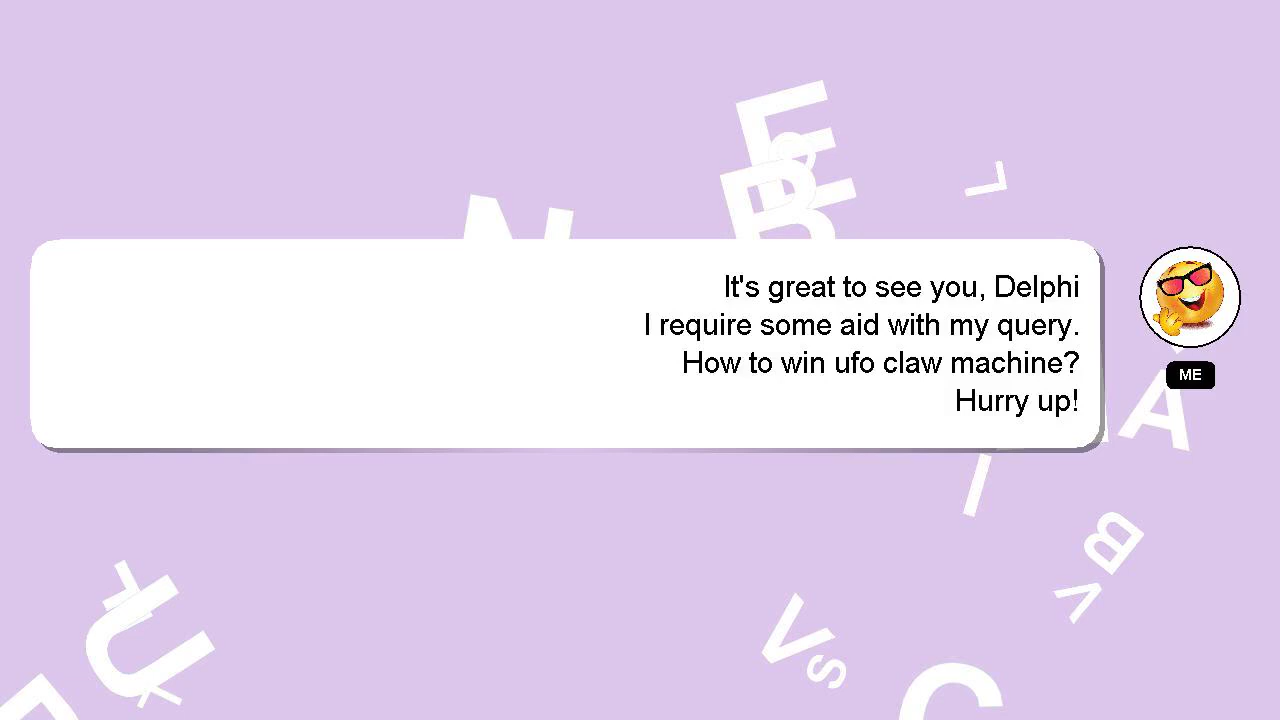 It's great to see you, Delphi
I require some aid with my query.
How to win ufo claw machine?
Hurry up!
ME
E
B
L
N
A
I
B
V
U
V
S
C